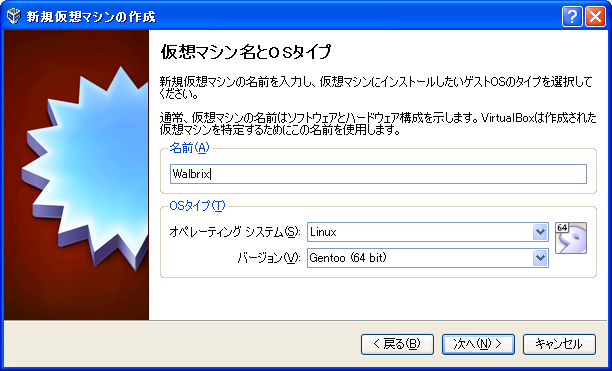 新規仮想マシンの作成
仮想マシン名とOSタイプ
新規仮想マシンの名前を入力し、仮想マシンにインストールしたいゲストOSのタイプを選択して
ください。
通常、仮想マシンの名前はソフトウェアとハードウェア構成を示します。VirtualBoxは作成された
仮想マシンを特定するためにこの名前を使用します。
名前(A)
Walbrix
OSタイプ(T)
オペレーティング システム(S): Linux
64
バージョン(V): Gentoo (64 bit)
< 戻る(B) 次へ(N) > キャンセル